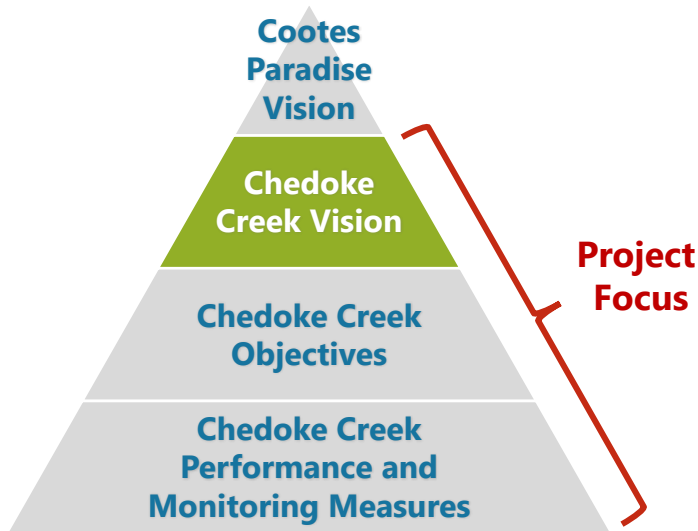 Cootes
Paradise
Vision
Chedoke
Creek Vision
Project
Focus
Chedoke Creek
Objectives
Chedoke Creek
Performance and
Monitoring Measures